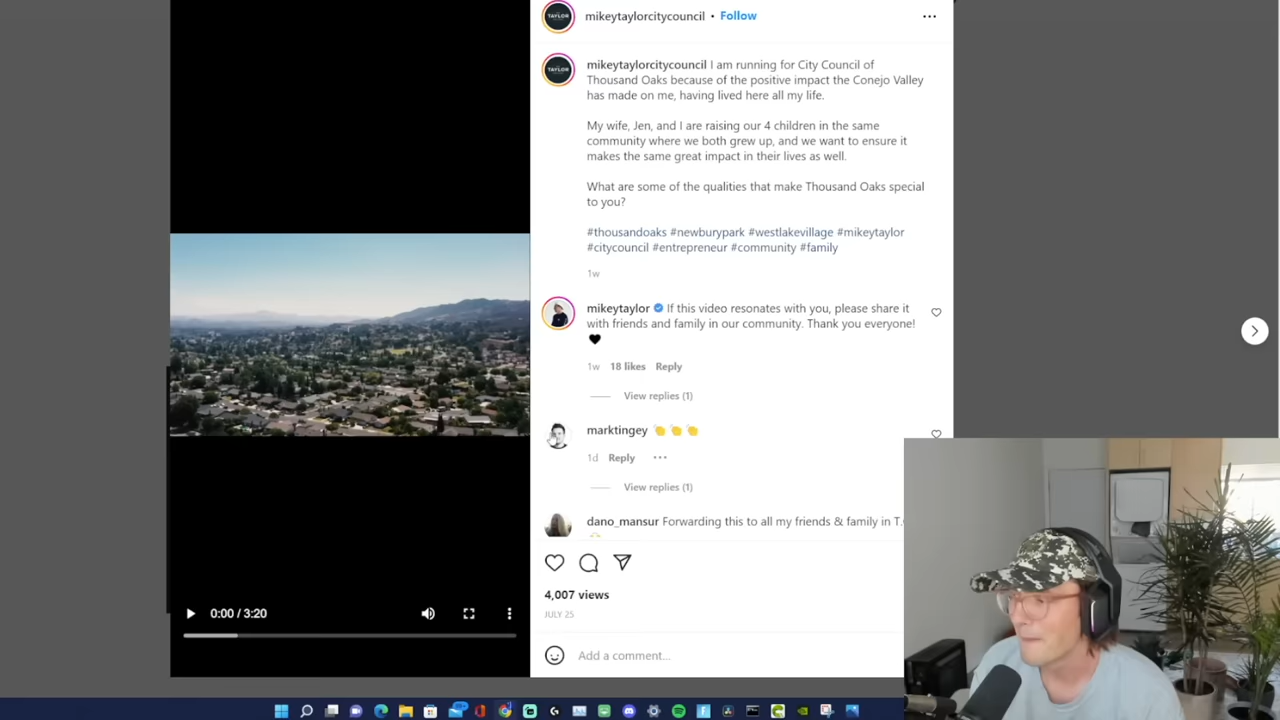 mikeytaylorcitycouncil • Follow
TAYLOR
mikeytaylorcitycouncil I am running for City Council of
Thousand Oaks because of the positive impact the Conejo Valley
has made on me, having lived here all my life.
TAYLOR
My wife, Jen, and I are raising our 4 children in the same
community where we both grew up, and we want to ensure it
makes the same great impact in their lives as well.
What are some of the qualities that make Thousand Oaks special
to you?
#thousandoaks #newburypark #westlakevillage #mikeytaylor
#citycouncil #entrepreneur #community #family
1w
mikeytaylor If this video resonates with you, please share it
with friends and family in our community. Thank you everyone!
🖤
1w 18 likes Reply
View replies (1)
marktingey 👏 👏 👏
1d Reply
View replies (1)
dano_mansur Forwarding this to all my friends & family in T.
0:00 / 3:20
4,007 views
JULY 25
Add a comment...